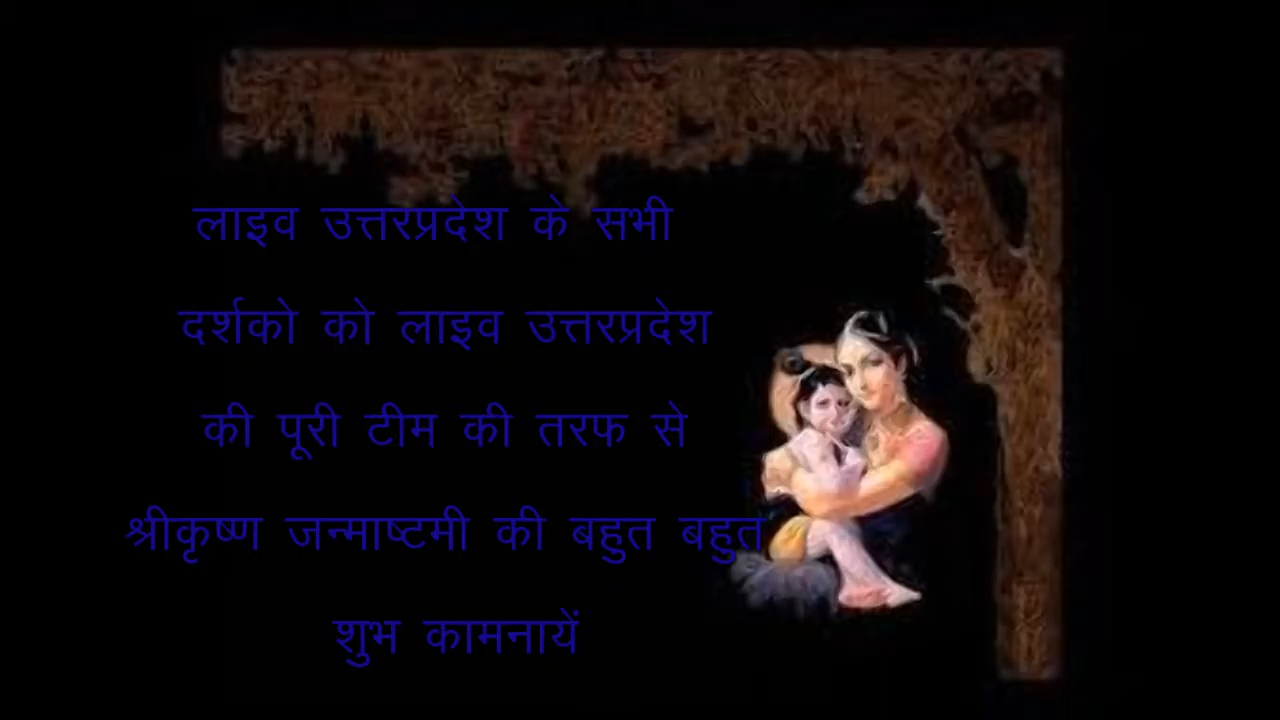 लाइव उत्तरप्रदेश के सभी
दर्शको को लाइव उत्तरप्रदेश
की पूरी टीम की तरफ से
श्रीकृष्ण जन्माष्टमी की बहुत बहुत
शुभ कामनायें